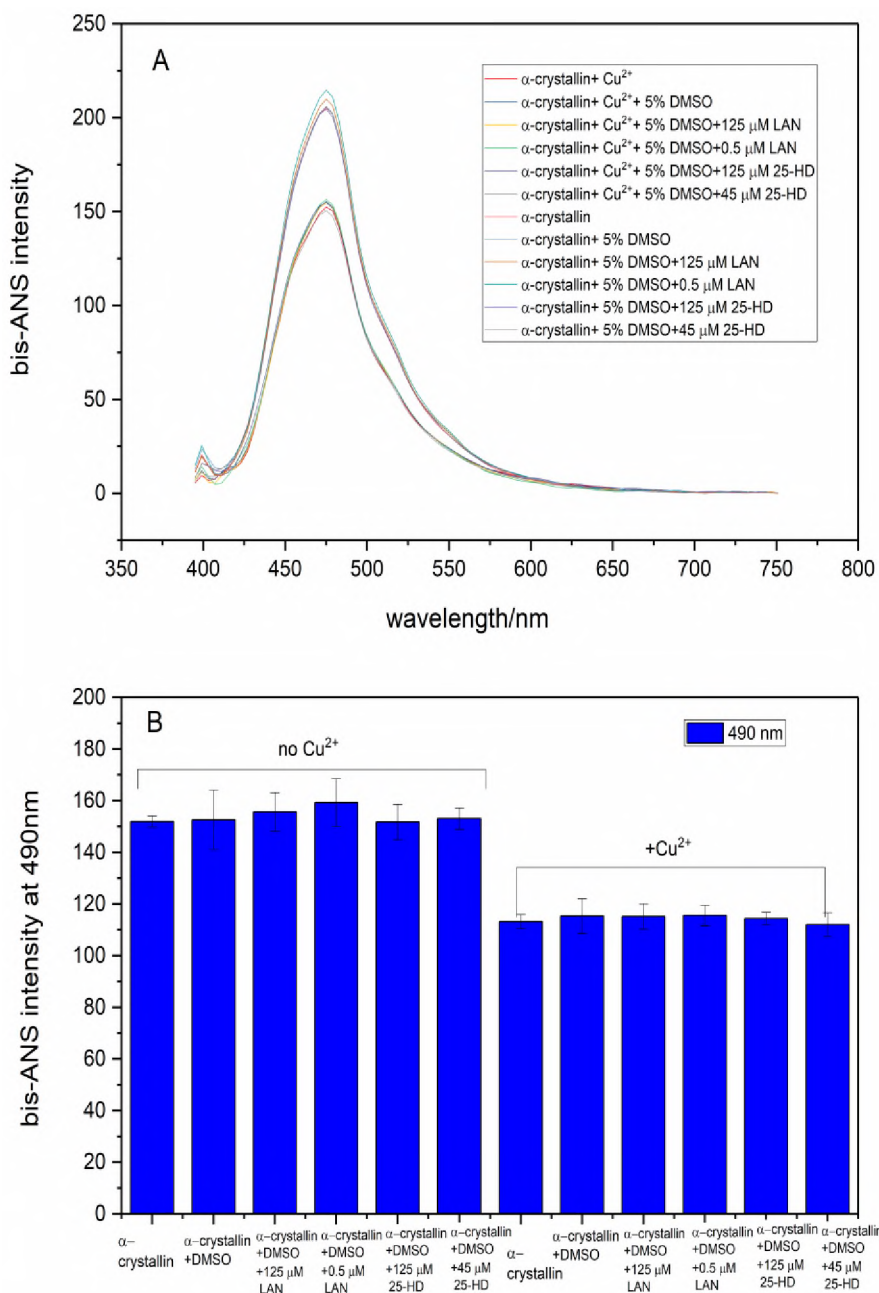 250
A
200
150
100
50
0
-50
bis-ANS intensity
α-crystallin+ Cu²⁺
α-crystallin+ Cu²⁺+ 5% DMSO
α-crystallin+ Cu²⁺+ 5% DMSO+125 μM LAN
α-crystallin+ Cu²⁺+ 5% DMSO+0.5 μM LAN
α-crystallin+ Cu²⁺+ 5% DMSO+125 μM 25-HD
α-crystallin+ Cu²⁺+ 5% DMSO+45 μM 25-HD
α-crystallin
α-crystallin+ 5% DMSO
α-crystallin+ 5% DMSO+125 μM LAN
α-crystallin+ 5% DMSO+0.5 μM LAN
α-crystallin+ 5% DMSO+125 μM 25-HD
α-crystallin+ 5% DMSO+45 μM 25-HD
350 400 450 500 550 600 650 700 750 800
wavelength/nm
200
180
160
140
120
100
80
60
40
20
0
bis-ANS intensity at 490nm
B
490 nm
no Cu²⁺
+Cu²⁺
α−
crystallin
α−crystallin
+DMSO
α−crystallin
+DMSO
+125 μM
LAN
α−crystallin
+DMSO
+0.5 μM
LAN
α−crystallin
+DMSO
+125 μM
25-HD
α−crystallin
+DMSO
+45 μM
25-HD
α−
crystallin
α−crystallin
+DMSO
α−crystallin
+DMSO
+125 μM
LAN
α−crystallin
+DMSO
+0.5 μM
LAN
α−crystallin
+DMSO
+125 μM
25-HD
α−crystallin
+DMSO
+45 μM
25-HD